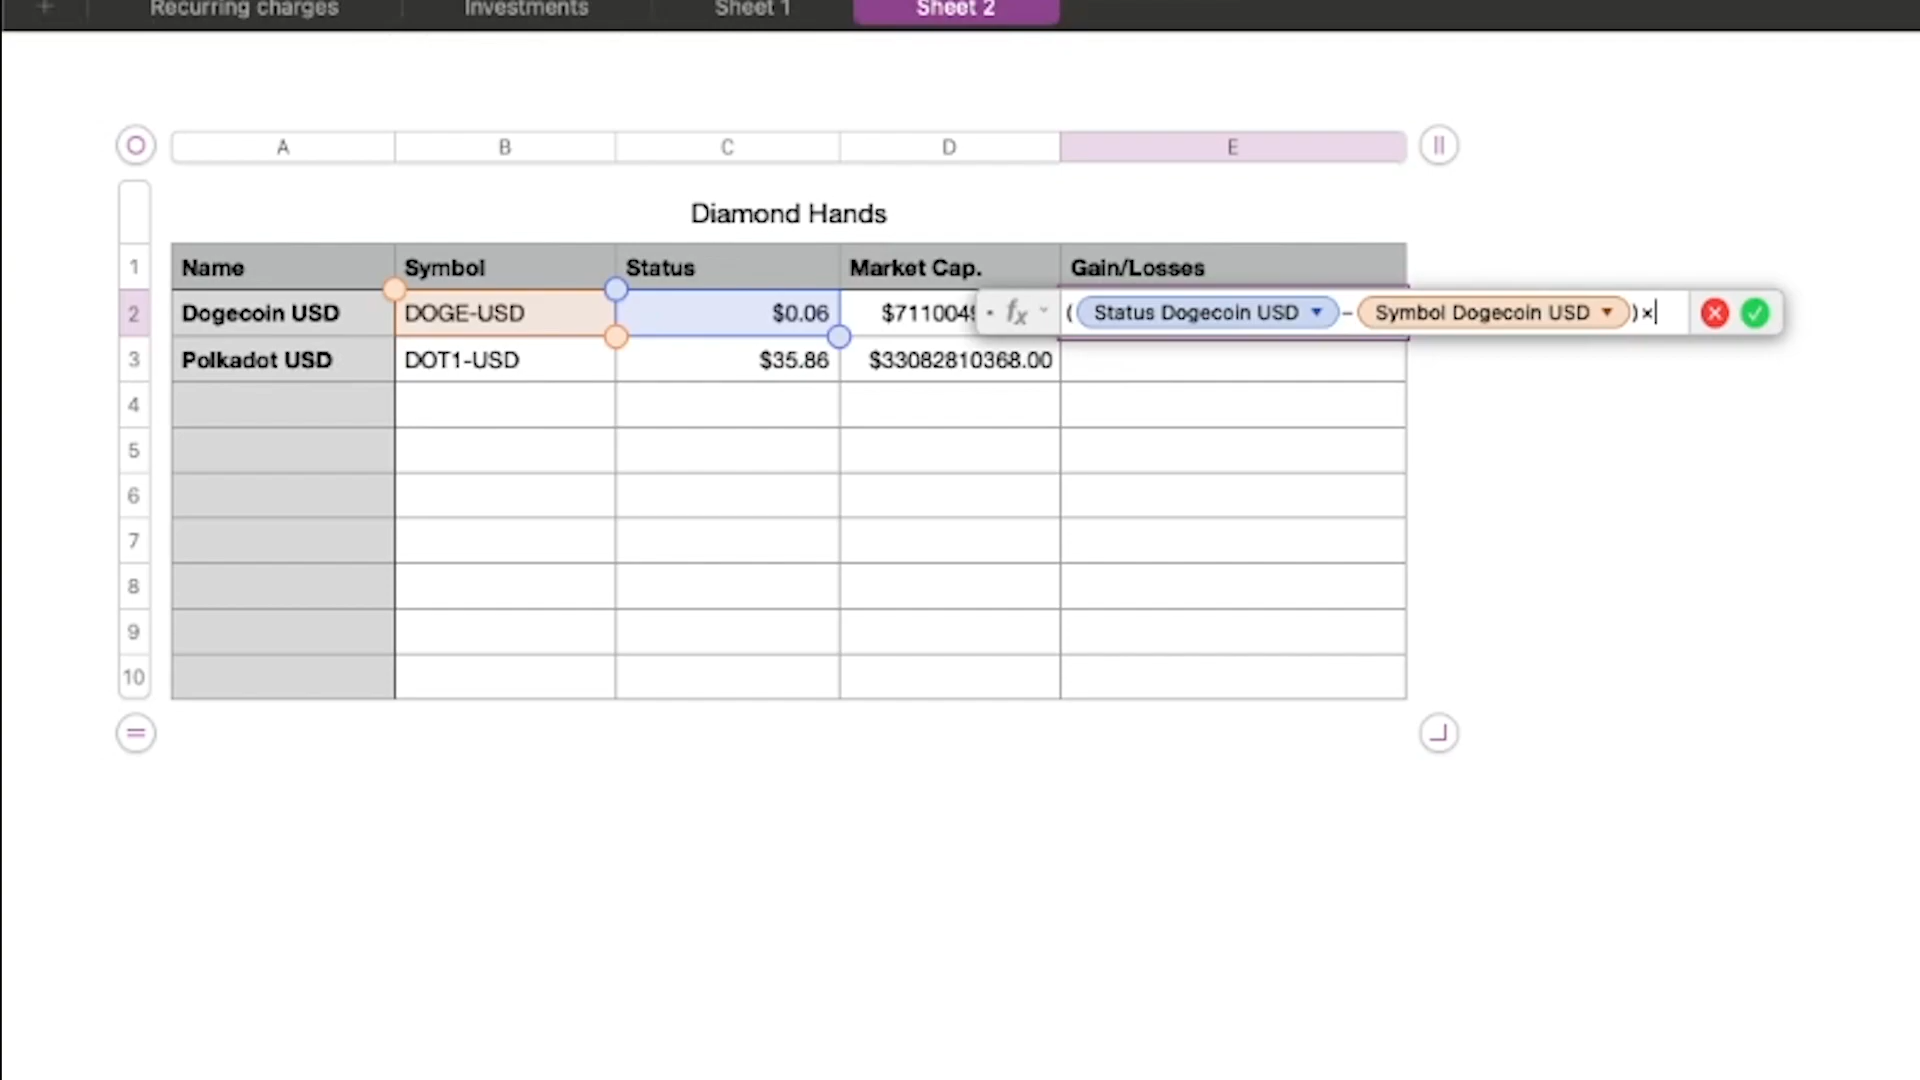 + Recurring charges Investments Sheet 1 Sheet 2
A B C D E
Diamond Hands
1 Name Symbol Status Market Cap. Gain/Losses
2 Dogecoin USD DOGE-USD $0.06 $711004 fx ( Status Dogecoin USD − Symbol Dogecoin USD )×
3 Polkadot USD DOT1-USD $35.86 $33082810368.00
4
5
6
7
8
9
10